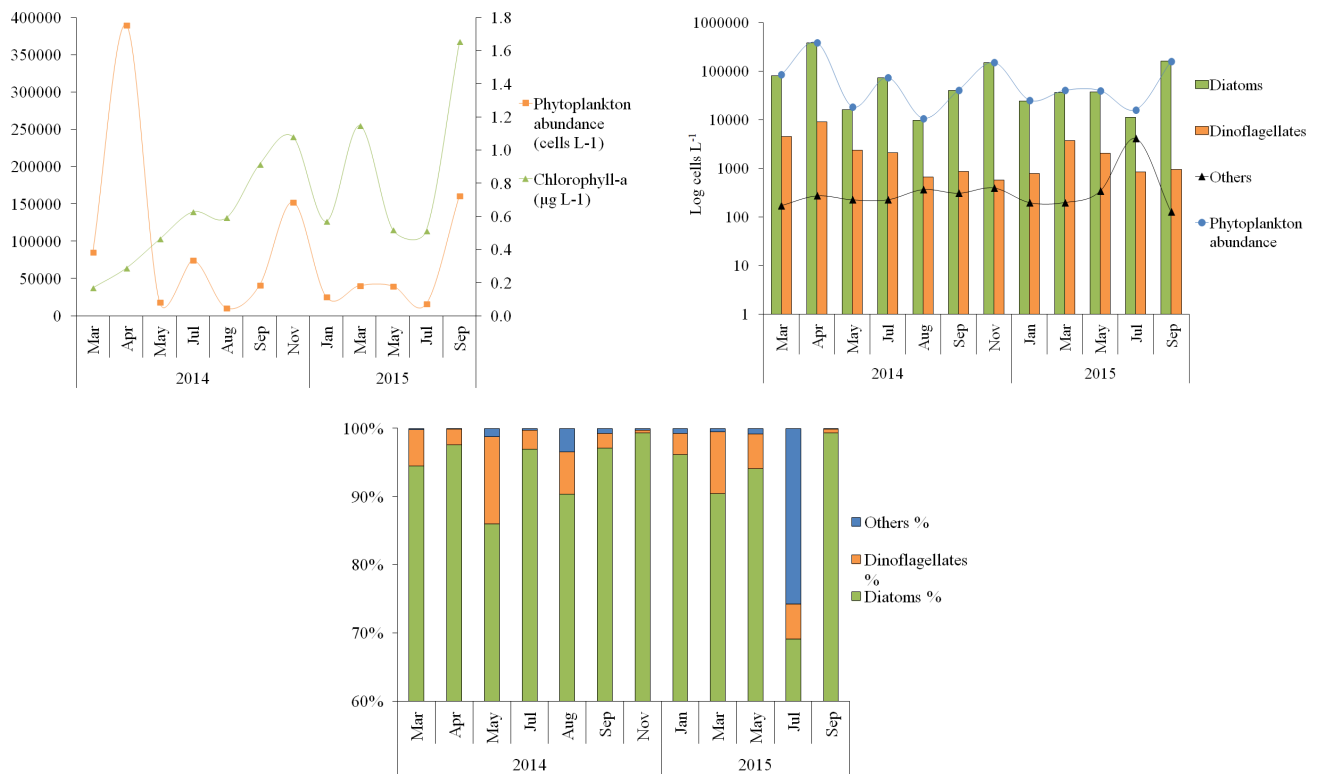 400000
350000
300000
250000
200000
150000
100000
50000
0
1.8
1.6
1.4
1.2
1.0
0.8
0.6
0.4
0.2
0.0
Mar Apr May Jul Aug Sep Nov Jan Mar May Jul Sep
2014 2015
Phytoplankton
abundance
(cells L-1)
Chlorophyll-a
(µg L-1)
Log cells L⁻¹
1000000
100000
10000
1000
100
10
1
Mar Apr May Jul Aug Sep Nov Jan Mar May Jul Sep
2014 2015
Diatoms
Dinoflagellates
Others
Phytoplankton
abundance
100%
90%
80%
70%
60%
Mar Apr May Jul Aug Sep Nov Jan Mar May Jul Sep
2014 2015
Others %
Dinoflagellates
%
Diatoms %